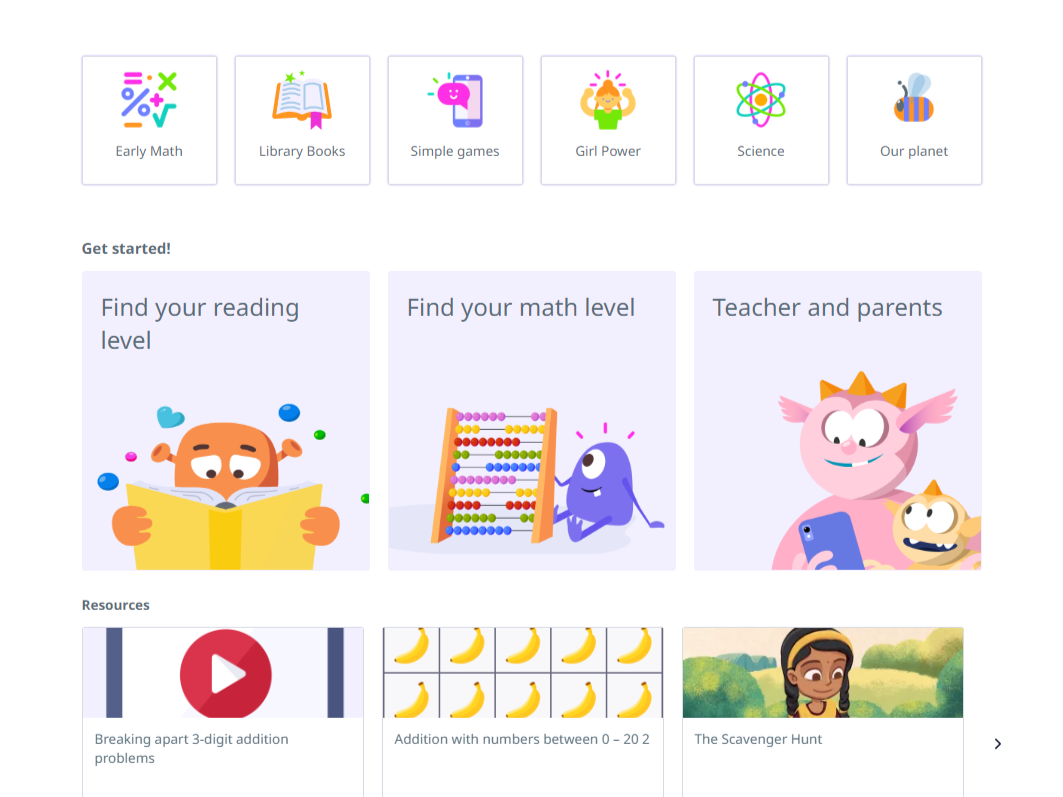 Early Math
Library Books
Simple games
Girl Power
Science
Our planet
Get started!
Find your reading
level
Find your math level
Teacher and parents
Resources
Breaking apart 3-digit addition
problems
Addition with numbers between 0 – 20 2
The Scavenger Hunt